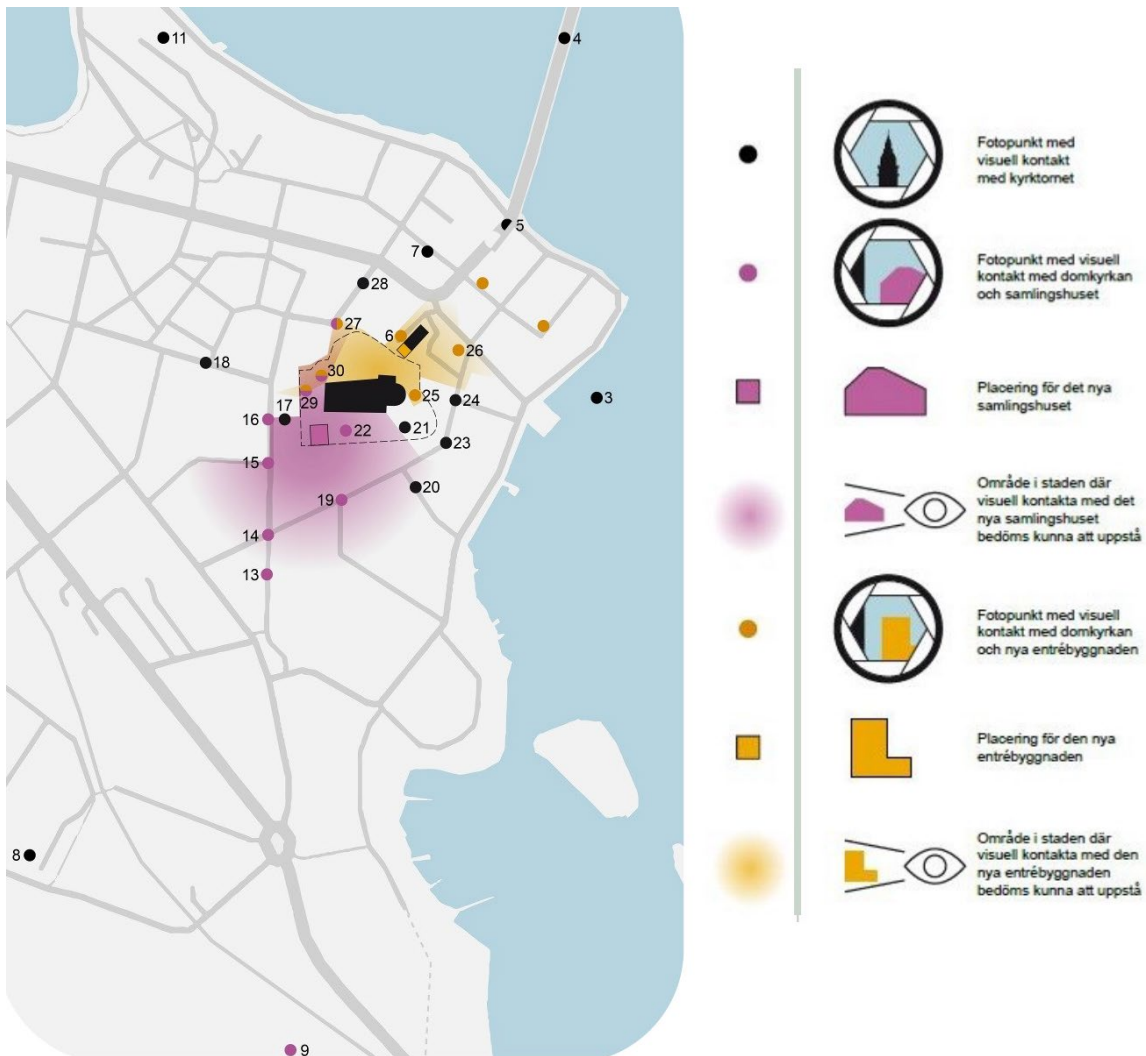 11
4
5
7
28
27
6
26
18
30
3
29
25
24
16
17
22
21
23
15
20
19
14
13
8
9
Fotopunkt med
visuell kontakt
med kyrktornet
Fotopunkt med visuell
kontakt med domkyrkan
och samlingshuset
Placering för det nya
samlingshuset
Område i staden där
visuell kontakta med det
nya samlingshuset
bedöms kunna att uppstå
Fotopunkt med visuell
kontakt med domkyrkan
och nya entrébyggnaden
Placering för den nya
entrébyggnaden
Område i staden där
visuell kontakta med den
nya entrébyggnaden
bedöms kunna att uppstå